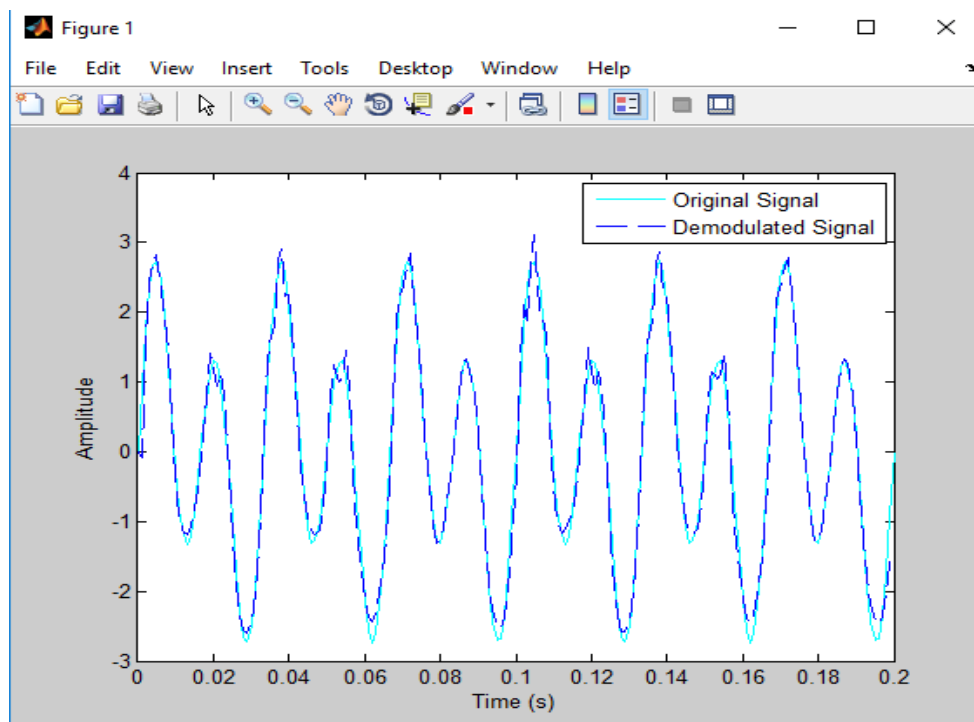 Figure 1
File Edit View Insert Tools Desktop Window Help
4
3
2
1
0
-1
-2
-3
Amplitude
Original Signal
Demodulated Signal
0 0.02 0.04 0.06 0.08 0.1 0.12 0.14 0.16 0.18 0.2
Time (s)